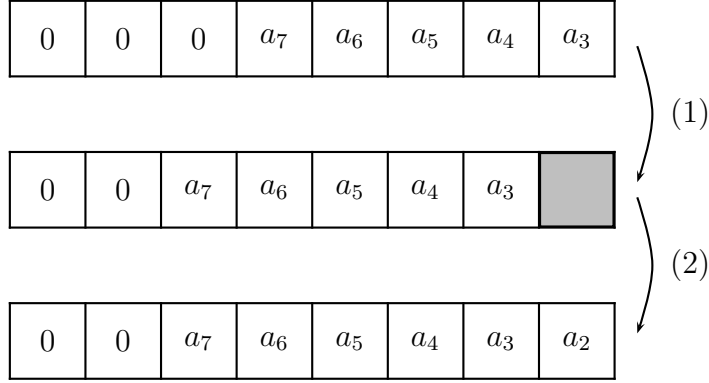 0 0 0 a₇ a₆ a₅ a₄ a₃
(1)
0 0 a₇ a₆ a₅ a₄ a₃
(2)
0 0 a₇ a₆ a₅ a₄ a₃ a₂